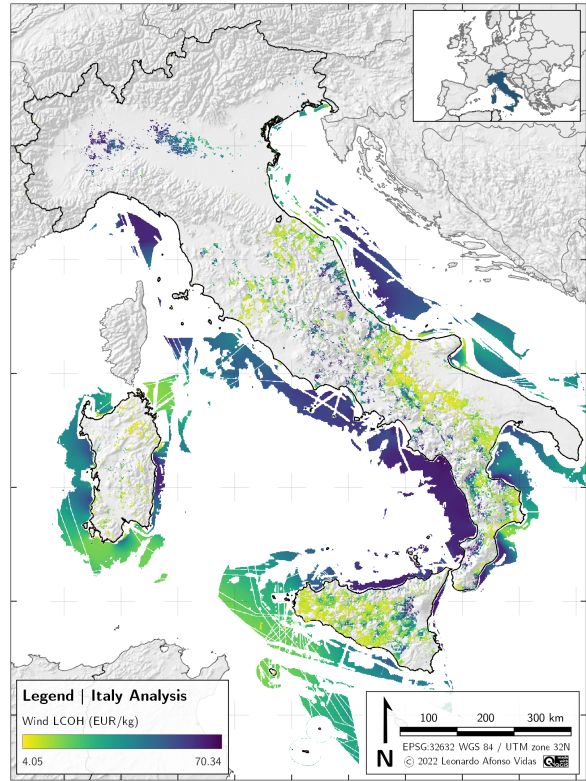 Legend | Italy Analysis
Wind LCOH (EUR/kg)
4.05 70.34
100 200 300 km
N
EPSG:32632 WGS 84 / UTM zone 32N
© 2022 Leonardo Afonso Vidas